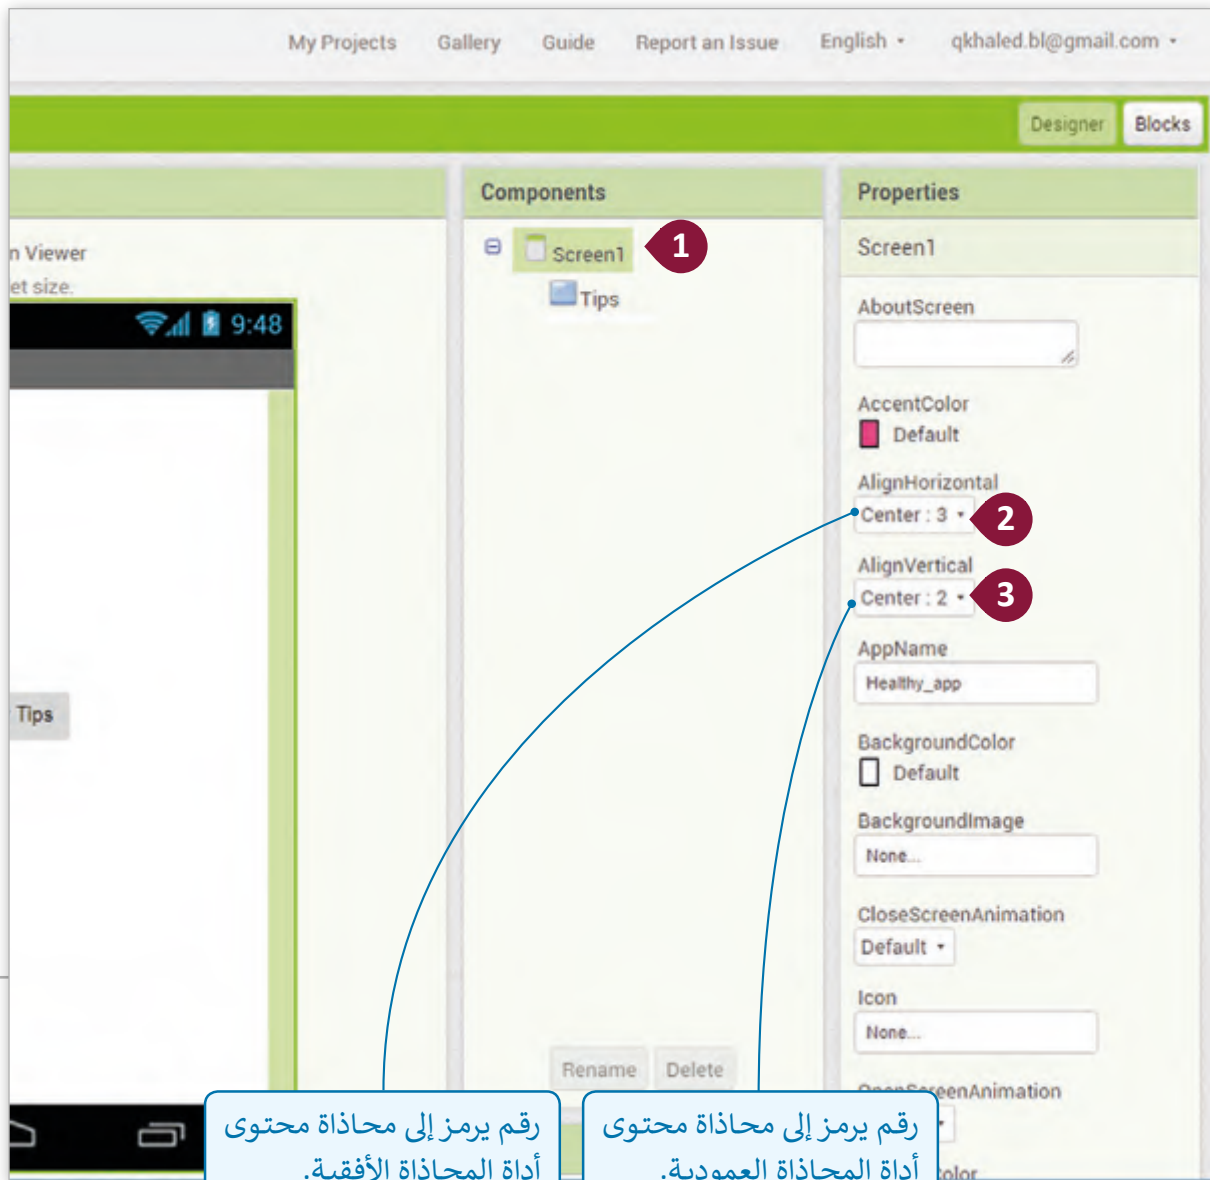 My Projects Gallery Guide Report an Issue English qkhaled.bl@gmail.com
Designer Blocks
Components
Properties
n Viewer
et size.
9:48
Tips
Screen1
1
Tips
Rename Delete
Screen1
AboutScreen
AccentColor
Default
AlignHorizontal
Center : 3
2
AlignVertical
Center : 2
3
AppName
Healthy_app
BackgroundColor
Default
BackgroundImage
None...
CloseScreenAnimation
Default
Icon
None...
OpenScreenAnimation
Color
رقم يرمز إلى محاذاة محتوى
أداة المحاذاة العمودية.
رقم يرمز إلى محاذاة محتوى
أداة المحاذاة الأفقية.